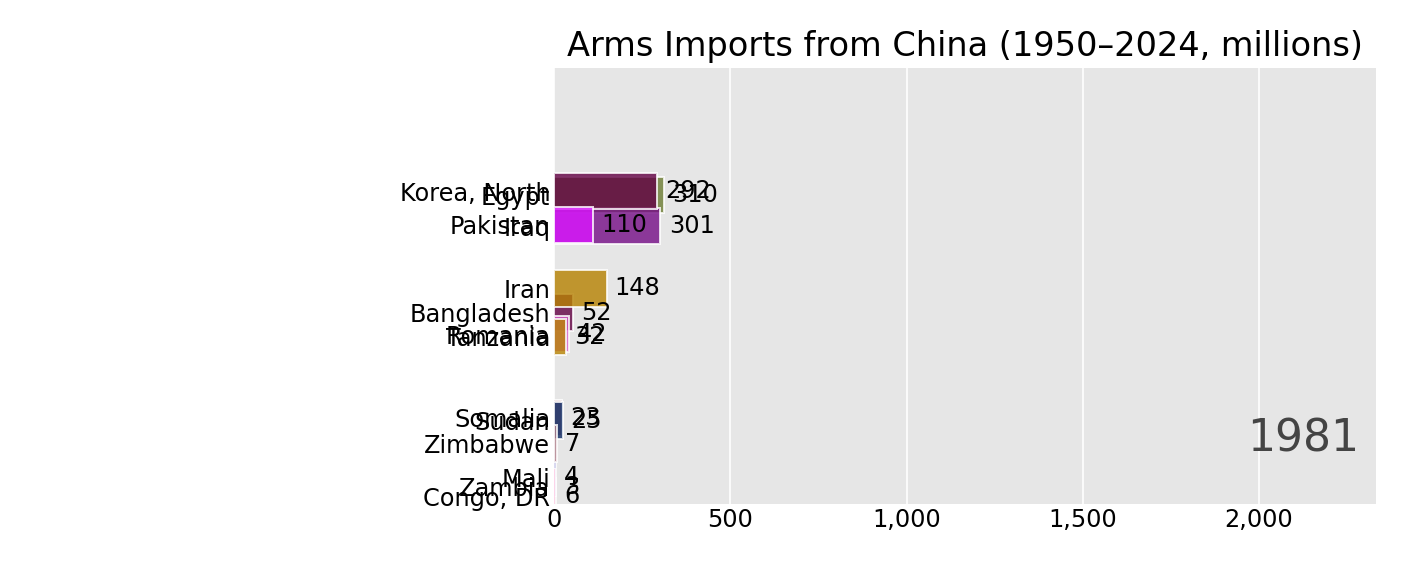 Arms Imports from China (1950–2024, millions)
Korea, North 292
Egypt 310
Pakistan 110
Iraq 301
Iran 148
Bangladesh 52
Romania 42
Tanzania 32
Somalia 23
Sudan 25
Zimbabwe 7
1981
Mali 4
Zambia 3
Congo, DR 6
0 500 1,000 1,500 2,000